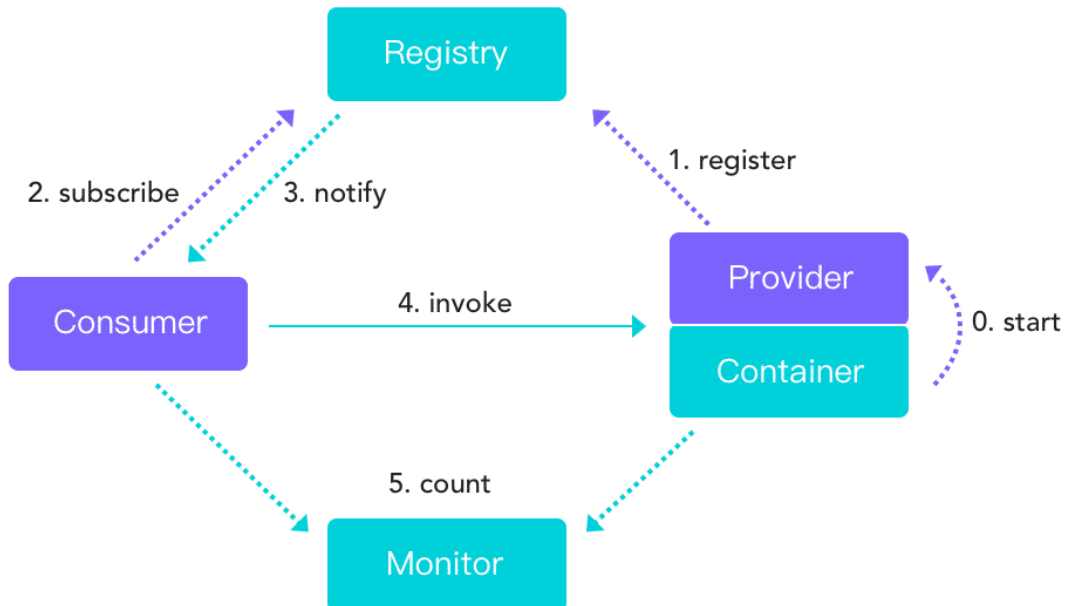 Registry
1. register
2. subscribe
3. notify
Provider
4. invoke
Consumer
0. start
Container
5. count
Monitor